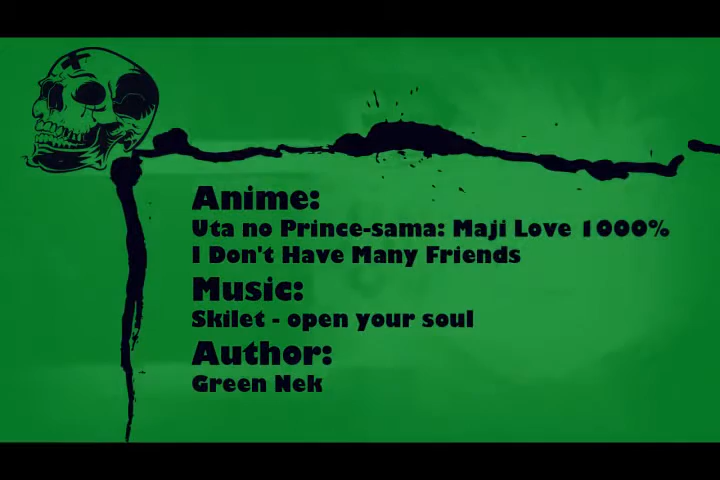 Anime:
Uta no Prince-sama: Maji Love 1000%
I Don't Have Many Friends
Music:
Skilet - open your soul
Author:
Green Nek